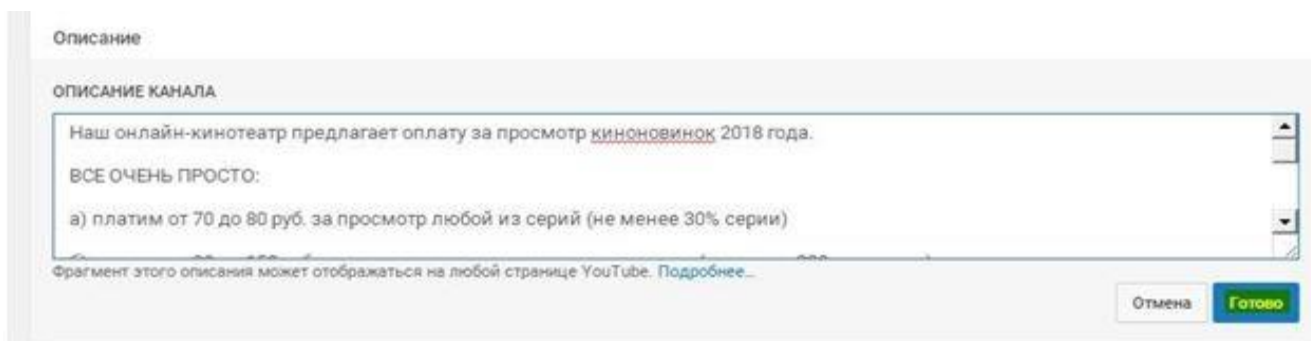 Описание
ОПИСАНИЕ КАНАЛА
Наш онлайн-кинотеатр предлагает оплату за просмотр киноновинок 2018 года.
ВСЕ ОЧЕНЬ ПРОСТО:
а) платим от 70 до 80 руб. за просмотр любой из серий (не менее 30% серии)
Фрагмент этого описания может отображаться на любой странице YouTube. Подробнее...
Отмена
Готово